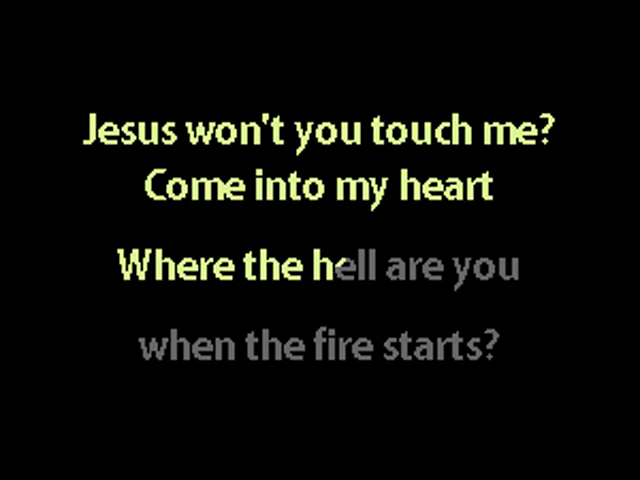 Jesus won't you touch me?
Come into my heart
Where the hell are you
when the fire starts?